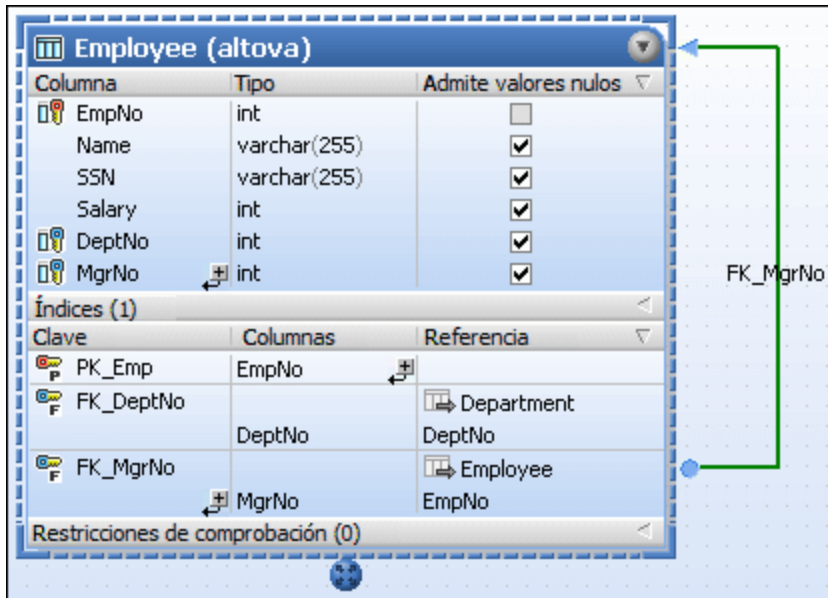 Employee (altova)
Columna Tipo Admite valores nulos
EmpNo int
Name varchar(255)
SSN varchar(255)
Salary int
DeptNo int
MgrNo int
FK_MgrNo
Índices (1)
Clave Columnas Referencia
P PK_Emp EmpNo
F FK_DeptNo Department
DeptNo DeptNo
F FK_MgrNo Employee
MgrNo EmpNo
Restricciones de comprobación (0)